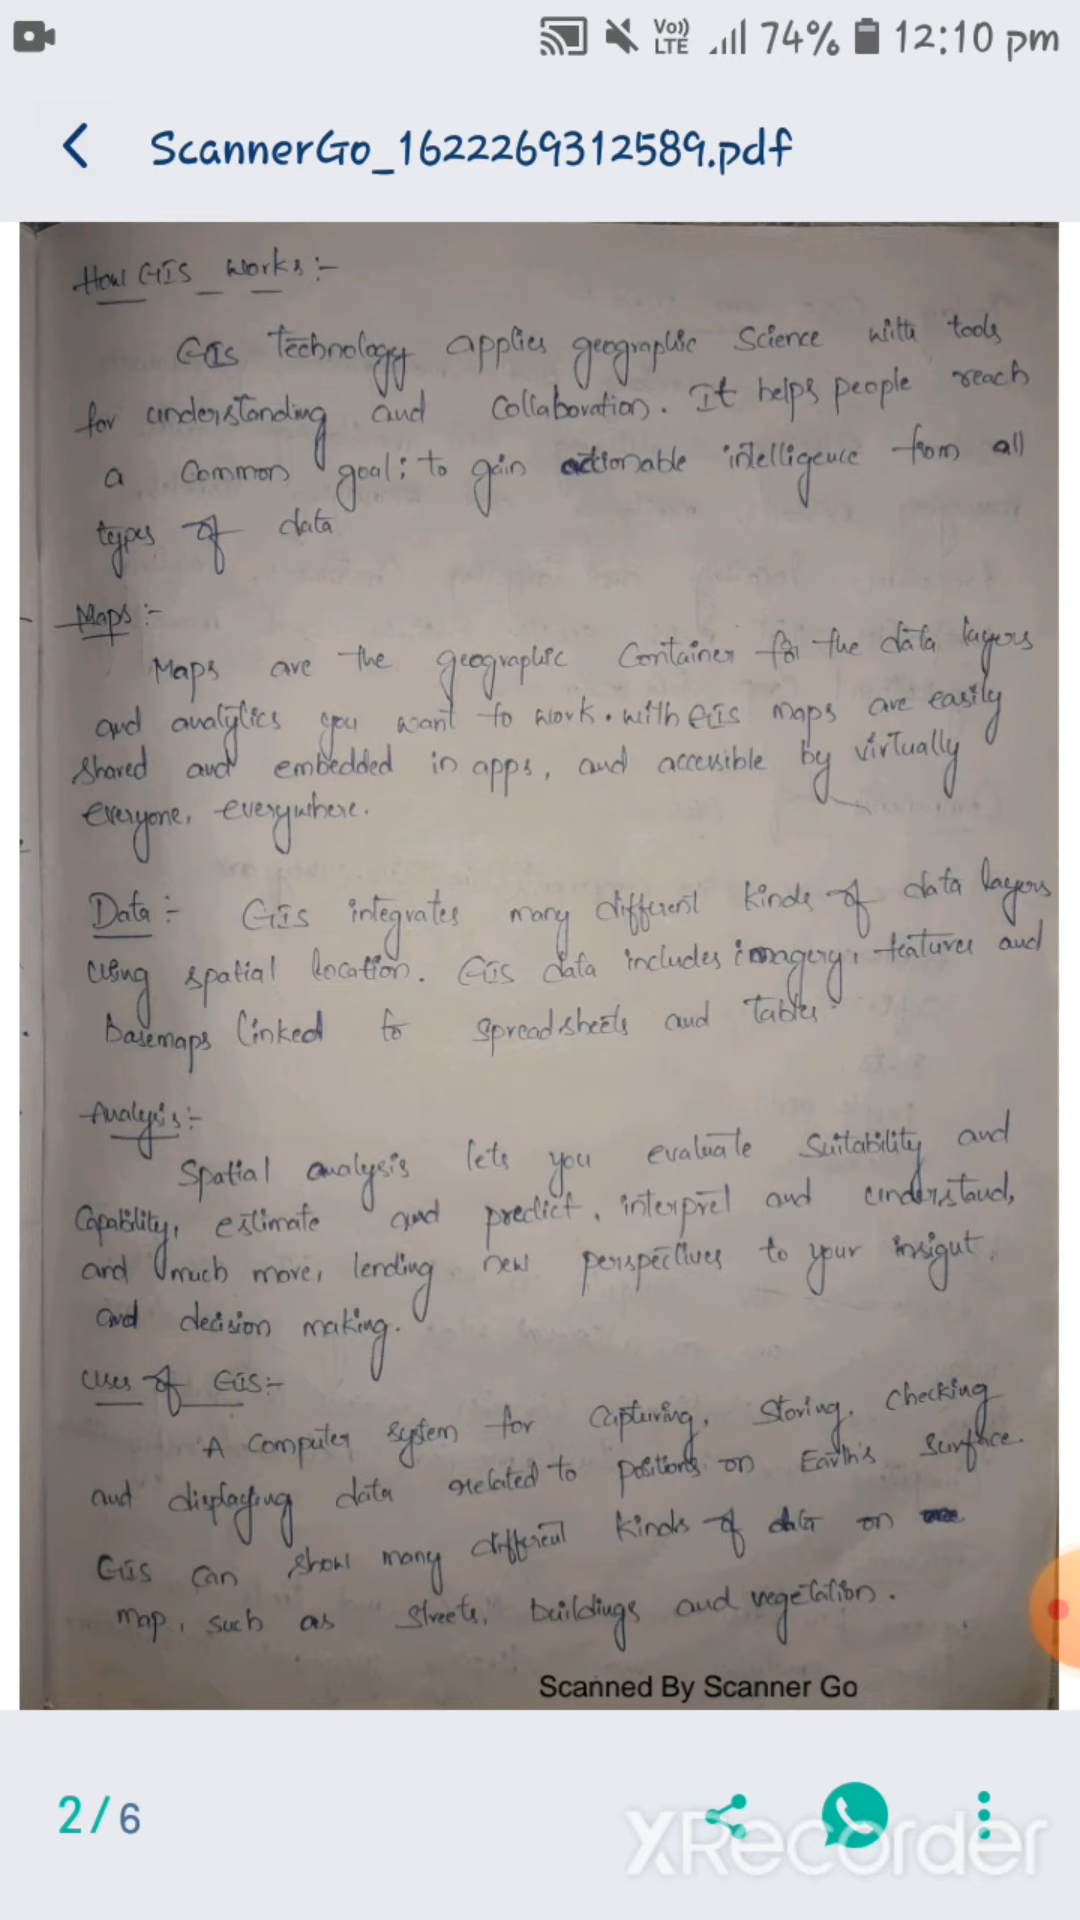 Vo)) LTE 74% 12:10 pm
ScannerGo_1622269312589.pdf
How GIS works :-
GIS Technology applies geographic Science with tools
for understanding and Collaboration. It helps people reach
a Common goal: to gain actionable intelligence from all
types of data
Maps :-
Maps are the geographic Container for the data layers
and analytics you want to work. with GIS maps are easily
shared and embedded in apps, and accessible by virtually
everyone, everywhere.
Data :- GIS integrates many different kinds of data layers
using spatial location. GIS data includes imagery, features and
Basemaps linked to spreadsheets and tables.
Analysis :-
Spatial analysis lets you evaluate Suitability and
Capability, estimate and predict, interpret and understand,
and much more, lending new perspectives to your insigut
and decision making.
Uses of GIS :-
A Computer system for Capturing, Storing, Checking
and displaying data related to positions on Earth's Surface.
GIS can show many different kinds of data on
map, such as streets, buildings and vegetation.
Scanned By Scanner Go
2/6
XRecorder